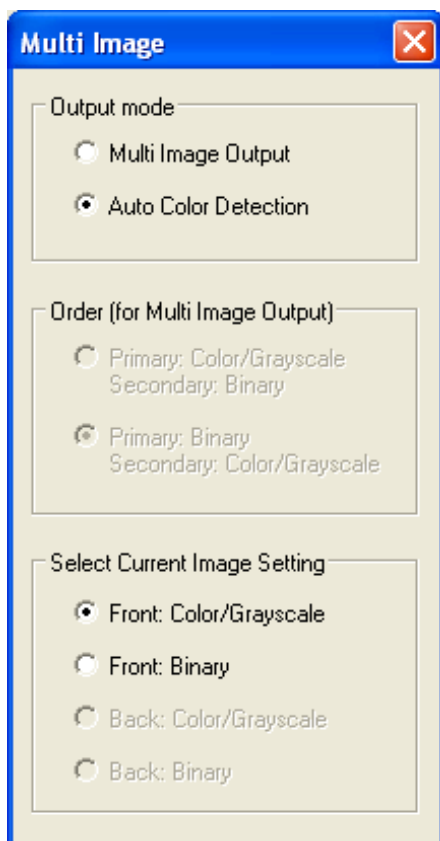 Multi Image
Output mode
Multi Image Output
Auto Color Detection
Order (for Multi Image Output)
Primary: Color/Grayscale
Secondary: Binary
Primary: Binary
Secondary: Color/Grayscale
Select Current Image Setting
Front: Color/Grayscale
Front: Binary
Back: Color/Grayscale
Back: Binary